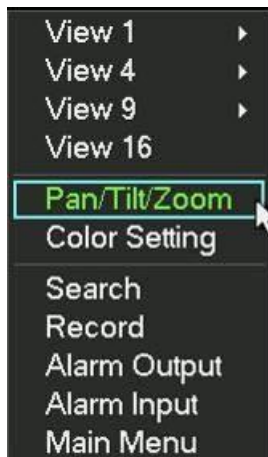 View 1
View 4
View 9
View 16
Pan/Tilt/Zoom
Color Setting
Search
Record
Alarm Output
Alarm Input
Main Menu